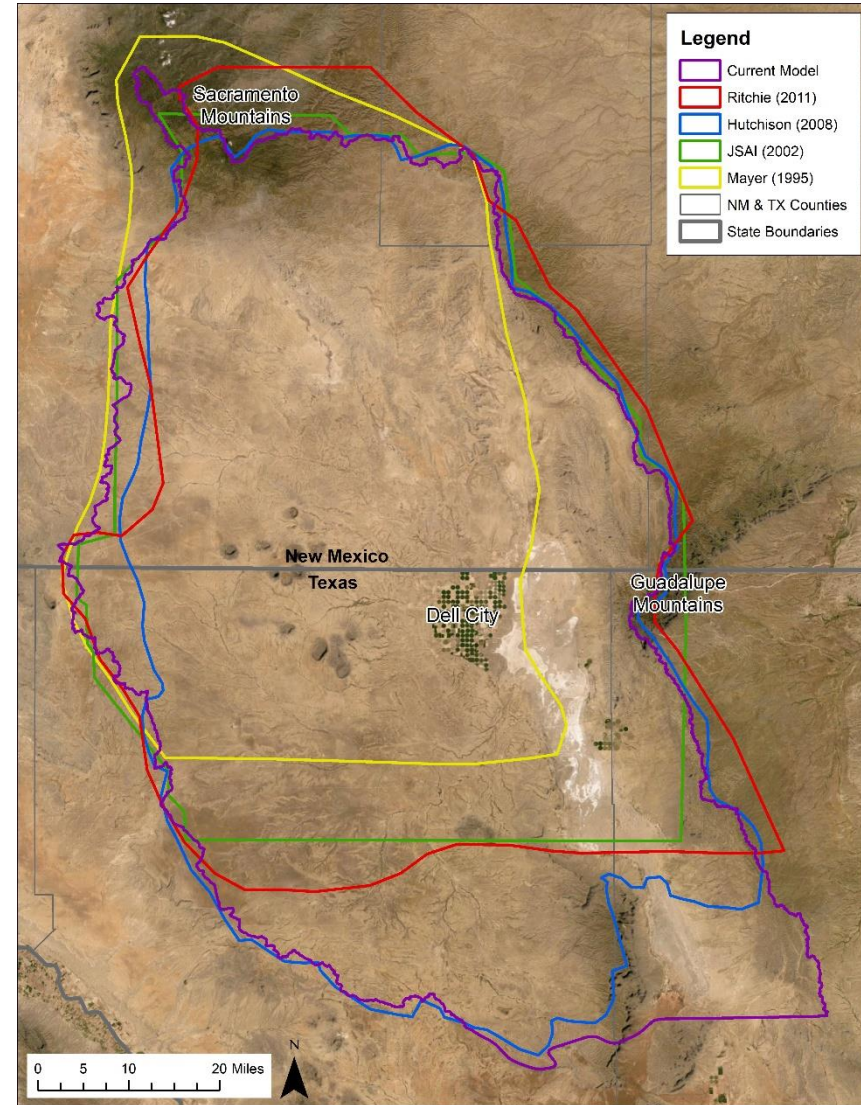 Legend
Current Model
Ritchie (2011)
Hutchison (2008)
JSAI (2002)
Mayer (1995)
NM & TX Counties
State Boundaries
Sacramento
Mountains
New Mexico
Texas
Dell City
Guadalupe
Mountains
N
0 5 10 20 Miles